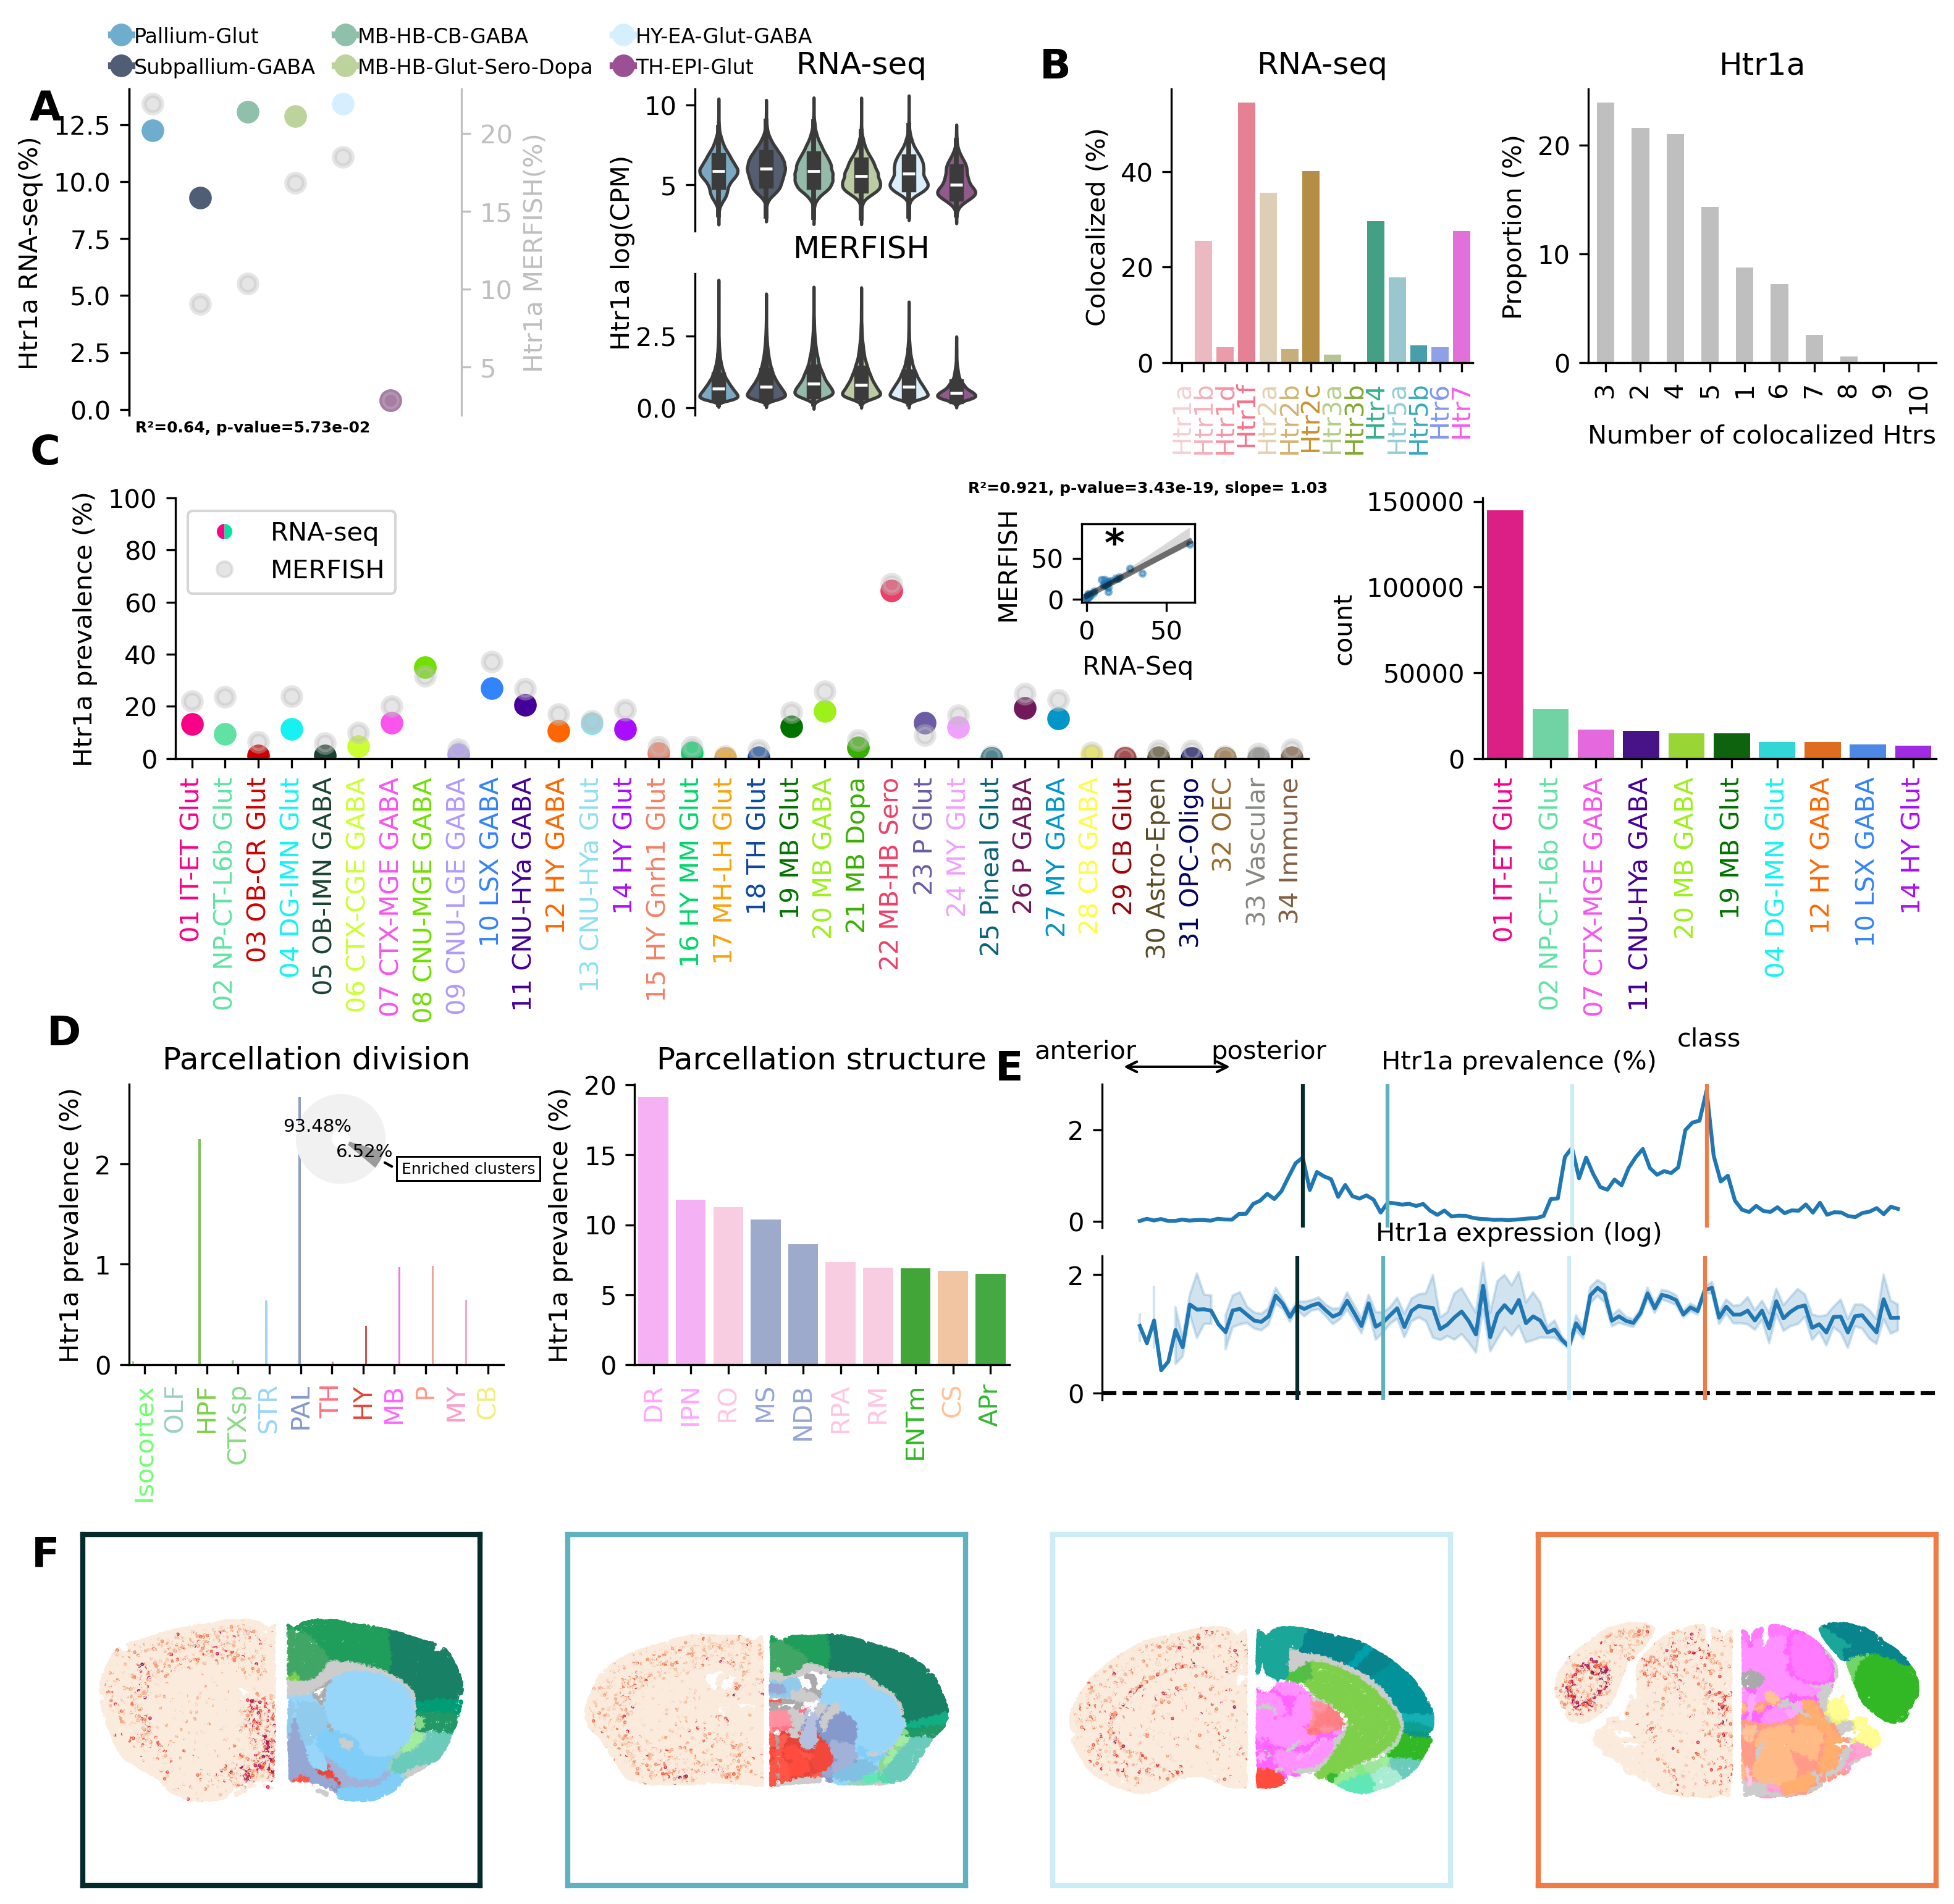 Pallium-Glut
MB-HB-CB-GABA
HY-EA-Glut-GABA
Subpallium-GABA
MB-HB-Glut-Sero-Dopa
TH-EPI-Glut
A
Htr1a RNA-seq(%)
12.5
10.0
7.5
5.0
2.5
0.0
20
15
10
5
Htr1a MERFISH(%)
R²=0.64, p-value=5.73e-02
RNA-seq
10
5
Htr1a log(CPM)
MERFISH
2.5
0.0
B
RNA-seq
Colocalized (%)
40
20
0
Htr1a
Htr1b
Htr1d
Htr1f
Htr2a
Htr2b
Htr2c
Htr3a
Htr3b
Htr4
Htr5a
Htr5b
Htr6
Htr7
Htr1a
Proportion (%)
20
10
0
3
2
4
5
1
6
7
8
9
10
Number of colocalized Htrs
C
Htr1a prevalence (%)
100
80
60
40
20
0
RNA-seq
MERFISH
01 IT-ET Glut
02 NP-CT-L6b Glut
03 OB-CR Glut
04 DG-IMN Glut
05 OB-IMN GABA
06 CTX-CGE GABA
07 CTX-MGE GABA
08 CNU-MGE GABA
09 CNU-LGE GABA
10 LSX GABA
11 CNU-HYa GABA
12 HY GABA
13 CNU-HYa Glut
14 HY Glut
15 HY Gnrh1 Glut
16 HY MM Glut
17 MH-LH Glut
18 TH Glut
19 MB Glut
20 MB GABA
21 MB Dopa
22 MB-HB Sero
23 P Glut
24 MY Glut
25 Pineal Glut
26 P GABA
27 MY GABA
28 CB GABA
29 CB Glut
30 Astro-Epen
31 OPC-Oligo
32 OEC
33 Vascular
34 Immune
R²=0.921, p-value=3.43e-19, slope= 1.03
MERFISH
50
0
*
0
50
RNA-Seq
count
150000
100000
50000
0
01 IT-ET Glut
02 NP-CT-L6b Glut
07 CTX-MGE GABA
11 CNU-HYa GABA
20 MB GABA
19 MB Glut
04 DG-IMN Glut
12 HY GABA
10 LSX GABA
14 HY Glut
class
D
Parcellation division
Htr1a prevalence (%)
2
1
0
93.48%
6.52%
Enriched clusters
Isocortex
OLF
HPF
CTXsp
STR
PAL
TH
HY
MB
P
MY
CB
Parcellation structure
Htr1a prevalence (%)
20
15
10
5
0
DR
IPN
RO
MS
NDB
RPA
RM
ENTm
CS
APr
E
anterior
posterior
Htr1a prevalence (%)
2
0
Htr1a expression (log)
2
0
F